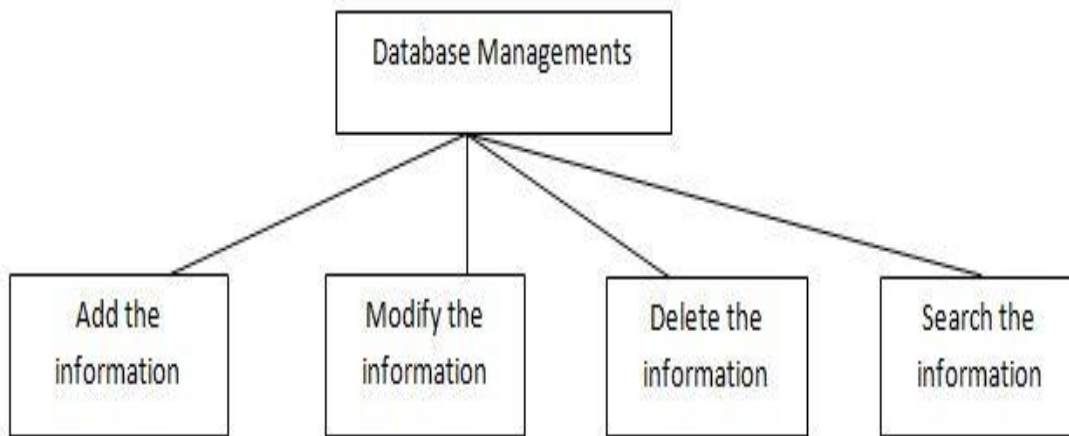 Database Managements
Add the
information
Modify the
information
Delete the
information
Search the
information